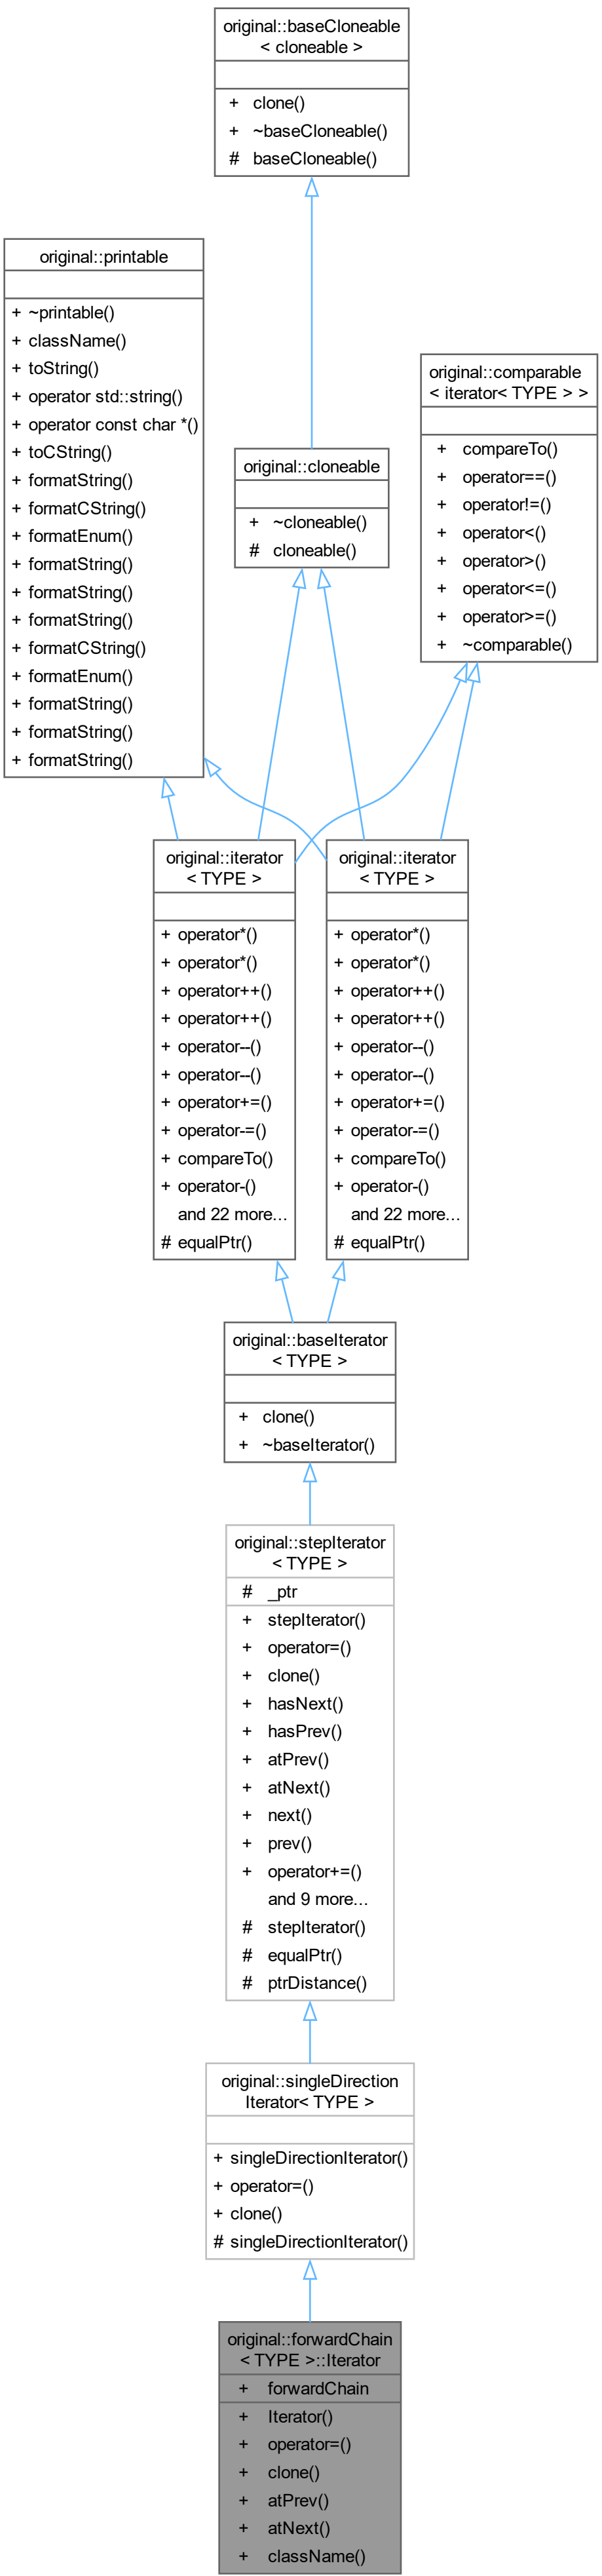 original::baseCloneable
< cloneable >
+ clone()
+ ~baseCloneable()
# baseCloneable()
original::printable
+ ~printable()
+ className()
+ toString()
+ operator std::string()
+ operator const char *()
+ toCString()
+ formatString()
+ formatCString()
+ formatEnum()
+ formatString()
+ formatString()
+ formatString()
+ formatCString()
+ formatEnum()
+ formatString()
+ formatString()
+ formatString()
original::cloneable
+ ~cloneable()
# cloneable()
original::comparable
< iterator< TYPE > >
+ compareTo()
+ operator==()
+ operator!=()
+ operator<()
+ operator>()
+ operator<=()
+ operator>=()
+ ~comparable()
original::iterator
< TYPE >
+ operator*()
+ operator*()
+ operator++()
+ operator++()
+ operator--()
+ operator--()
+ operator+=()
+ operator-=()
+ compareTo()
+ operator-()
and 22 more...
# equalPtr()
original::iterator
< TYPE >
+ operator*()
+ operator*()
+ operator++()
+ operator++()
+ operator--()
+ operator--()
+ operator+=()
+ operator-=()
+ compareTo()
+ operator-()
and 22 more...
# equalPtr()
original::baseIterator
< TYPE >
+ clone()
+ ~baseIterator()
original::stepIterator
< TYPE >
# _ptr
+ stepIterator()
+ operator=()
+ clone()
+ hasNext()
+ hasPrev()
+ atPrev()
+ atNext()
+ next()
+ prev()
+ operator+=()
and 9 more...
# stepIterator()
# equalPtr()
# ptrDistance()
original::singleDirection
Iterator< TYPE >
+ singleDirectionIterator()
+ operator=()
+ clone()
# singleDirectionIterator()
original::forwardChain
< TYPE >::Iterator
+ forwardChain
+ Iterator()
+ operator=()
+ clone()
+ atPrev()
+ atNext()
+ className()